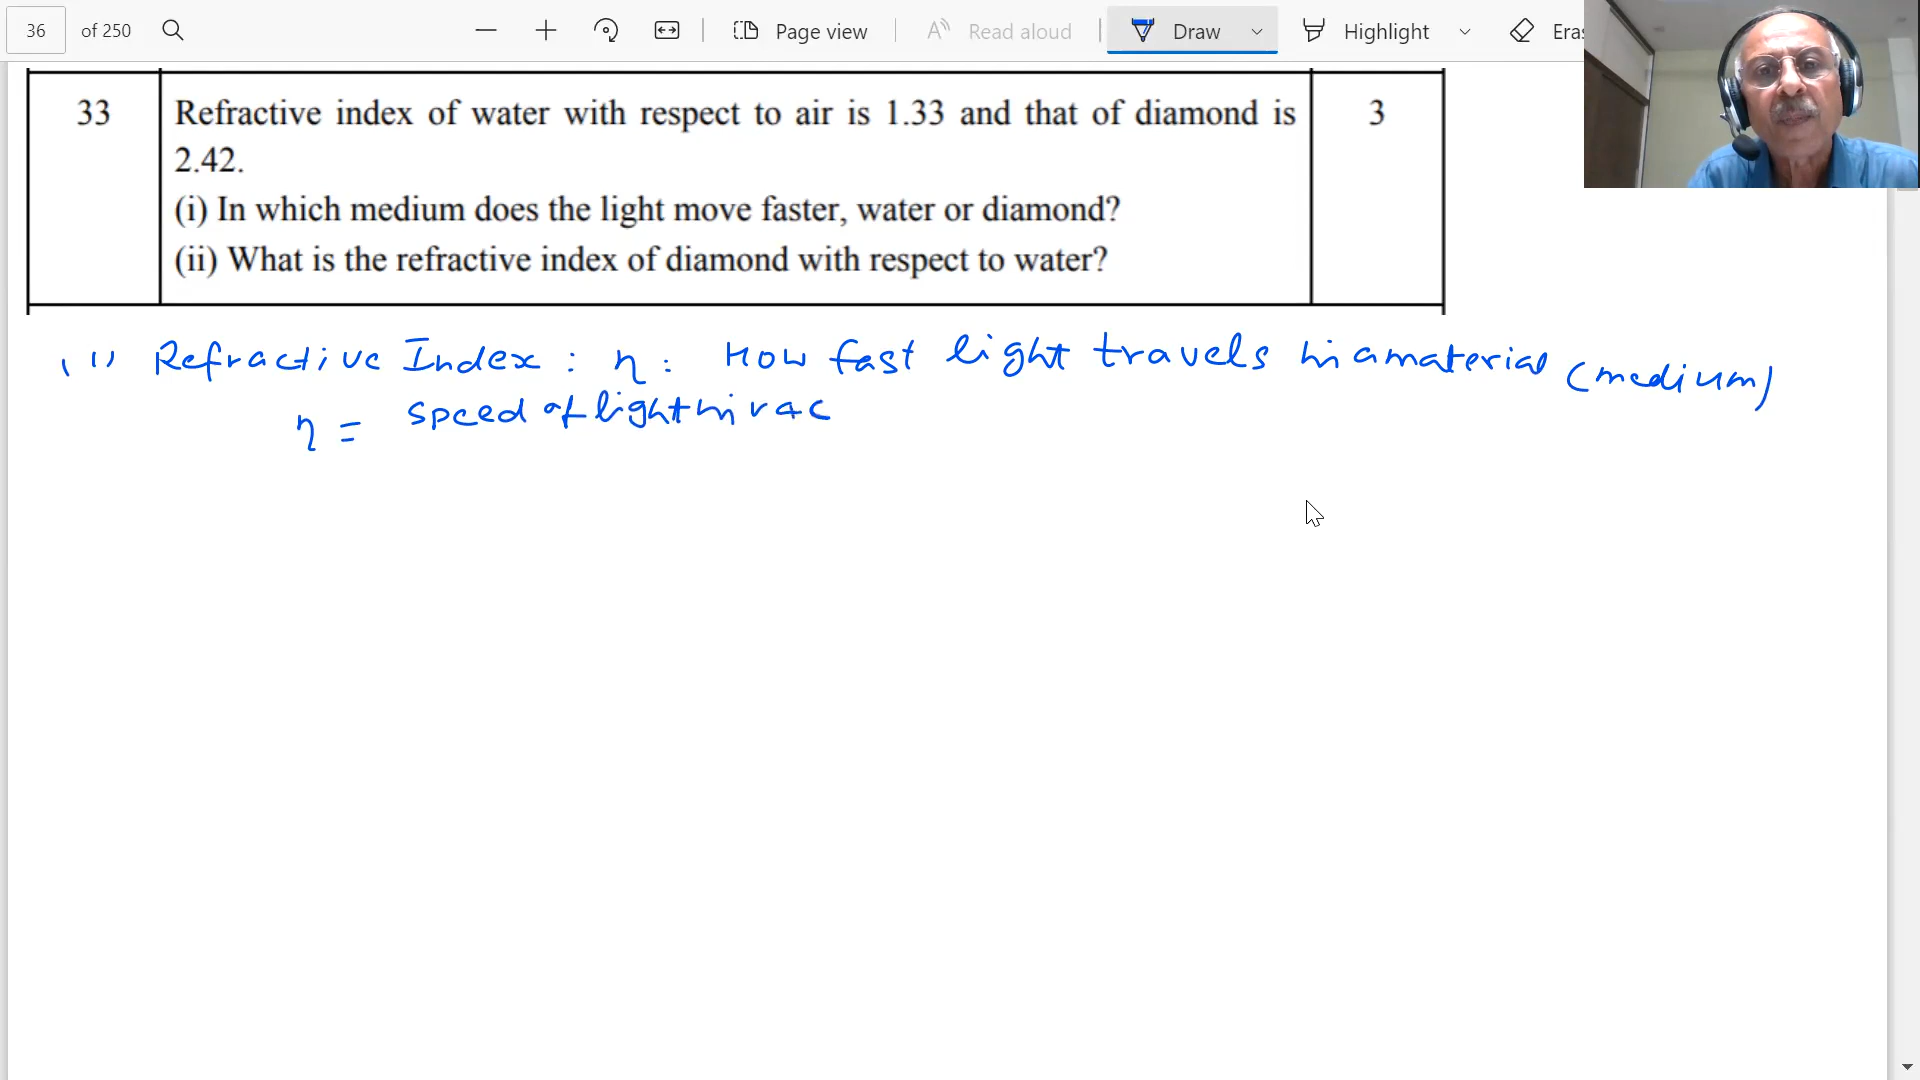 36 of 250 Page view Read aloud Draw Highlight Eras
33 Refractive index of water with respect to air is 1.33 and that of diamond is 3
2.42.
(i) In which medium does the light move faster, water or diamond?
(ii) What is the refractive index of diamond with respect to water?
(i) Refractive Index : η : How fast light travels in a material (medium)
η = speed of light in vac